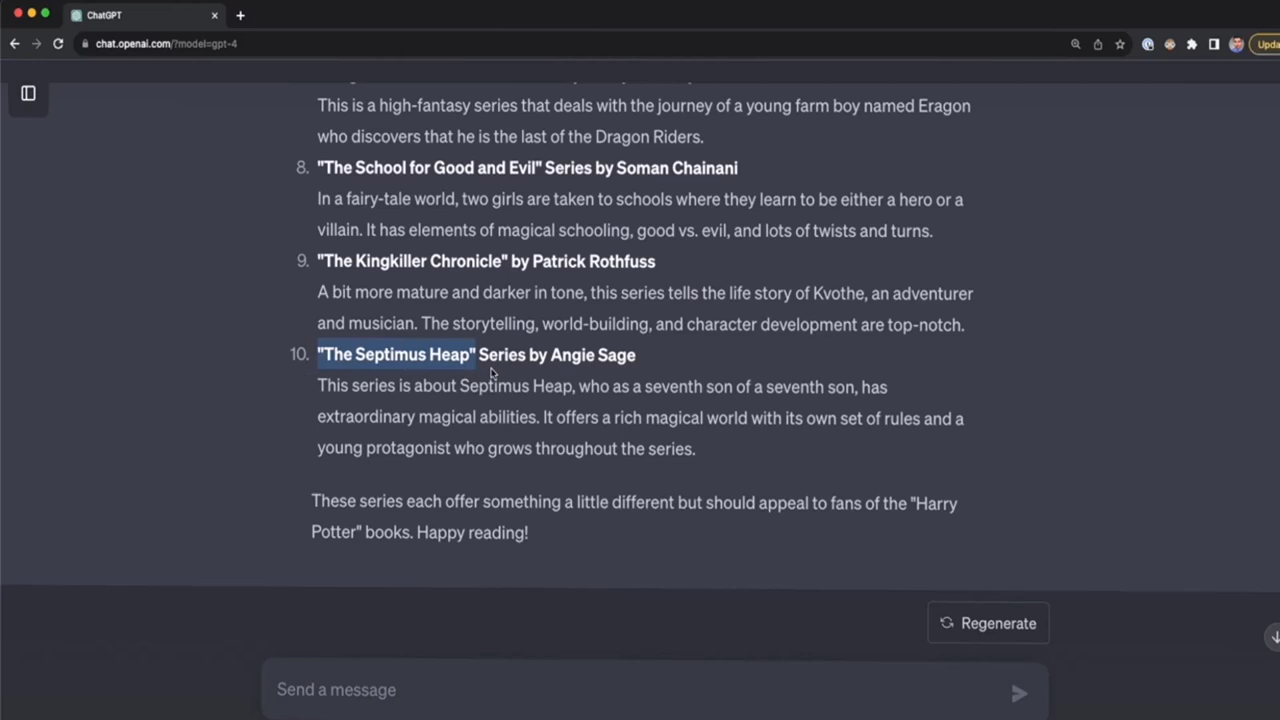 ChatGPT
chat.openai.com/?model=gpt-4
Upda
This is a high-fantasy series that deals with the journey of a young farm boy named Eragon
who discovers that he is the last of the Dragon Riders.
8. "The School for Good and Evil" Series by Soman Chainani
In a fairy-tale world, two girls are taken to schools where they learn to be either a hero or a
villain. It has elements of magical schooling, good vs. evil, and lots of twists and turns.
9. "The Kingkiller Chronicle" by Patrick Rothfuss
A bit more mature and darker in tone, this series tells the life story of Kvothe, an adventurer
and musician. The storytelling, world-building, and character development are top-notch.
10. "The Septimus Heap" Series by Angie Sage
This series is about Septimus Heap, who as a seventh son of a seventh son, has
extraordinary magical abilities. It offers a rich magical world with its own set of rules and a
young protagonist who grows throughout the series.
These series each offer something a little different but should appeal to fans of the "Harry
Potter" books. Happy reading!
Regenerate
Send a message